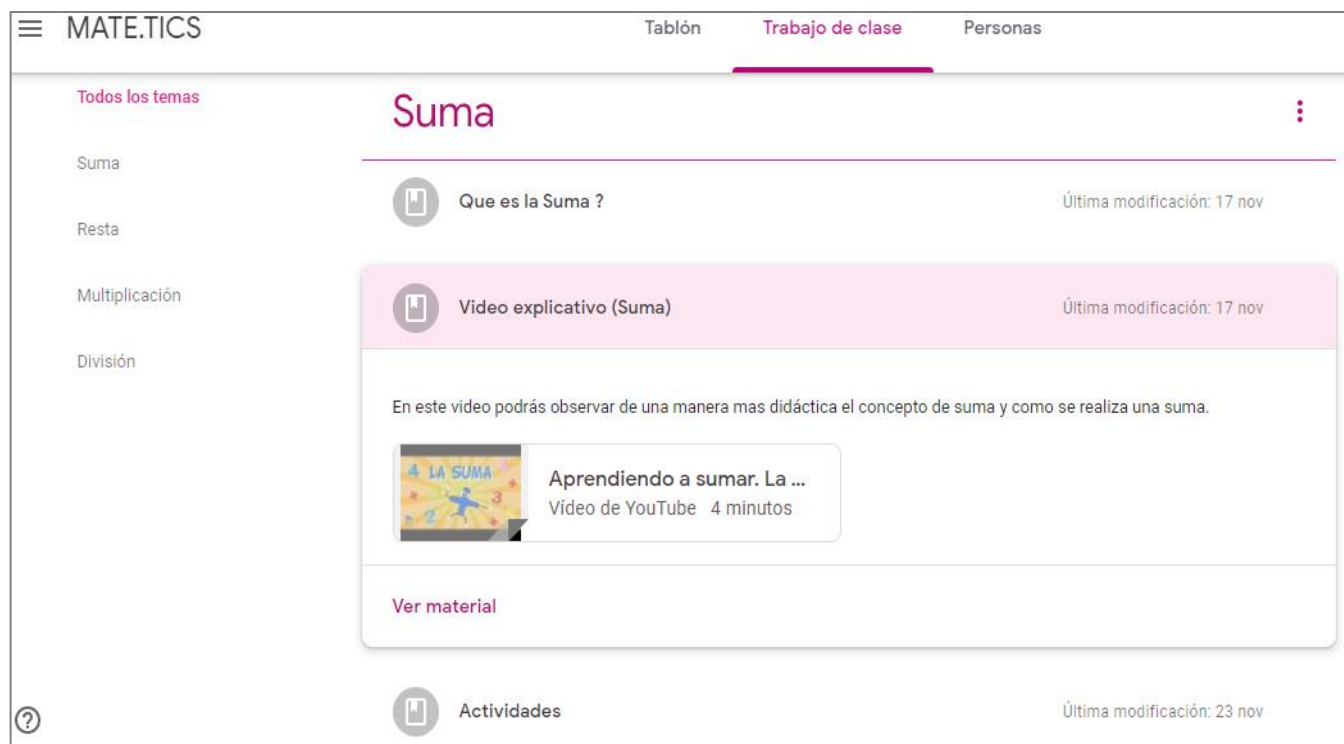 MATE.TICS
Tablón
Trabajo de clase
Personas
Todos los temas
Suma
Resta
Multiplicación
División
Suma
Que es la Suma ?
Última modificación: 17 nov
Video explicativo (Suma)
Última modificación: 17 nov
En este video podrás observar de una manera mas didáctica el concepto de suma y como se realiza una suma.
4 LA SUMA
3
2
Aprendiendo a sumar. La ...
Vídeo de YouTube 4 minutos
Ver material
Actividades
Última modificación: 23 nov